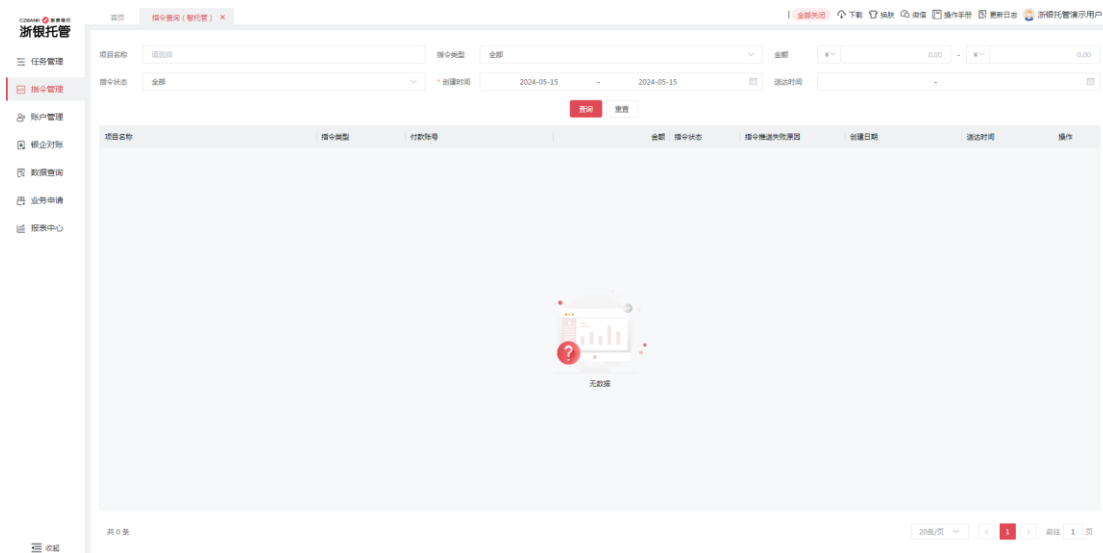 CZBANK 浙商银行
浙银托管
首页 指令查询（智托管） ×
全部关闭 下载 换肤 微信 操作手册 更新日志 浙银托管演示用户
任务管理
指令管理
账户管理
银企对账
数据查询
业务申请
报表中心
收起
项目名称 请选择 指令类型 全部 金额 ¥ 0.00 - ¥ 0.00
指令状态 全部 * 创建时间 2024-05-15 - 2024-05-15 送达时间 -
查询 重置
项目名称 指令类型 付款账号 金额 指令状态 指令推送失败原因 创建日期 送达时间 操作
无数据
共 0 条 20条/页 < 1 > 前往 1 页